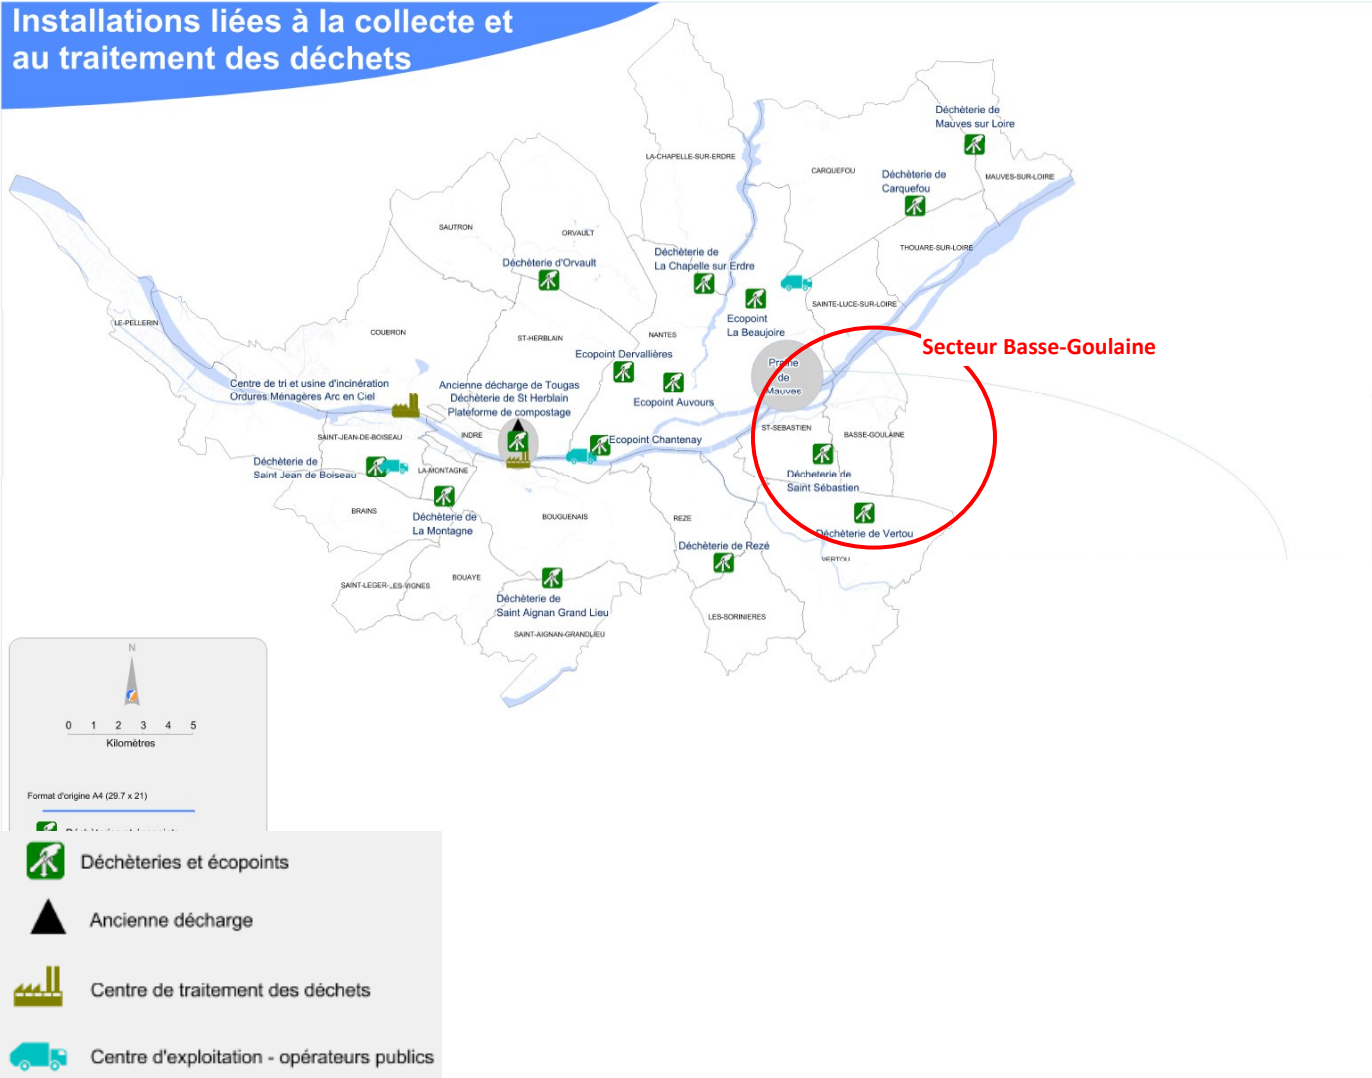 Installations liées à la collecte et
au traitement des déchets
Déchèterie de
Mauves sur Loire
LA-CHAPELLE-SUR-ERDRE
CARQUEFOU
Déchèterie de
Carquefou
MAUVES-SUR-LOIRE
SAUTRON
ORVAULT
THOUARE-SUR-LOIRE
Déchèterie de
La Chapelle sur Erdre
Déchèterie d'Orvault
SAINTE-LUCE-SUR-LOIRE
LE-PELLERIN
COUERON
ST-HERBLAIN
NANTES
Ecopoint
La Beaujoire
Secteur Basse-Goulaine
Ecopoint Dervallières
Prairie
de
Mauves
Centre de tri et usine d'incinération
Ordures Ménagères Arc en Ciel
Ancienne décharge de Tougas
Déchèterie de St Herblain
Plateforme de compostage
Ecopoint Auvours
ST-SEBASTIEN
BASSE-GOULAINE
SAINT-JEAN-DE-BOISEAU
INDRE
Ecopoint Chantenay
Déchèterie de
Saint Jean de Boiseau
LA-MONTAGNE
Déchèterie de
Saint Sébastien
BRAINS
Déchèterie de
La Montagne
BOUGUENAIS
REZE
Déchèterie de Vertou
Déchèterie de Rezé
VERTOU
SAINT-LEGER-LES-VIGNES
BOUAYE
Déchèterie de
Saint Aignan Grand Lieu
LES-SORINIERES
SAINT-AIGNAN-GRANDLIEU
N
0 1 2 3 4 5
Kilomètres
Format d'origine A4 (29.7 x 21)
Déchèteries et écopoints
Déchèteries et écopoints
Ancienne décharge
Centre de traitement des déchets
Centre d'exploitation - opérateurs publics